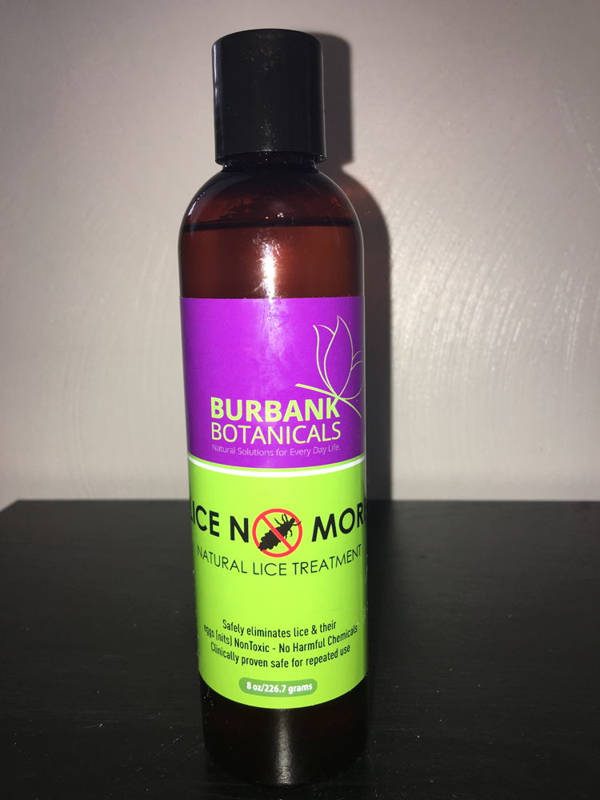 BURBANK
BOTANICALS
Natural Solutions for Every Day Life.
LICE NO MORE
NATURAL LICE TREATMENT
Safely eliminates lice & their
eggs (nits) NonToxic - No Harmful Chemicals
Clinically proven safe for repeated use
8 oz/226.7 grams